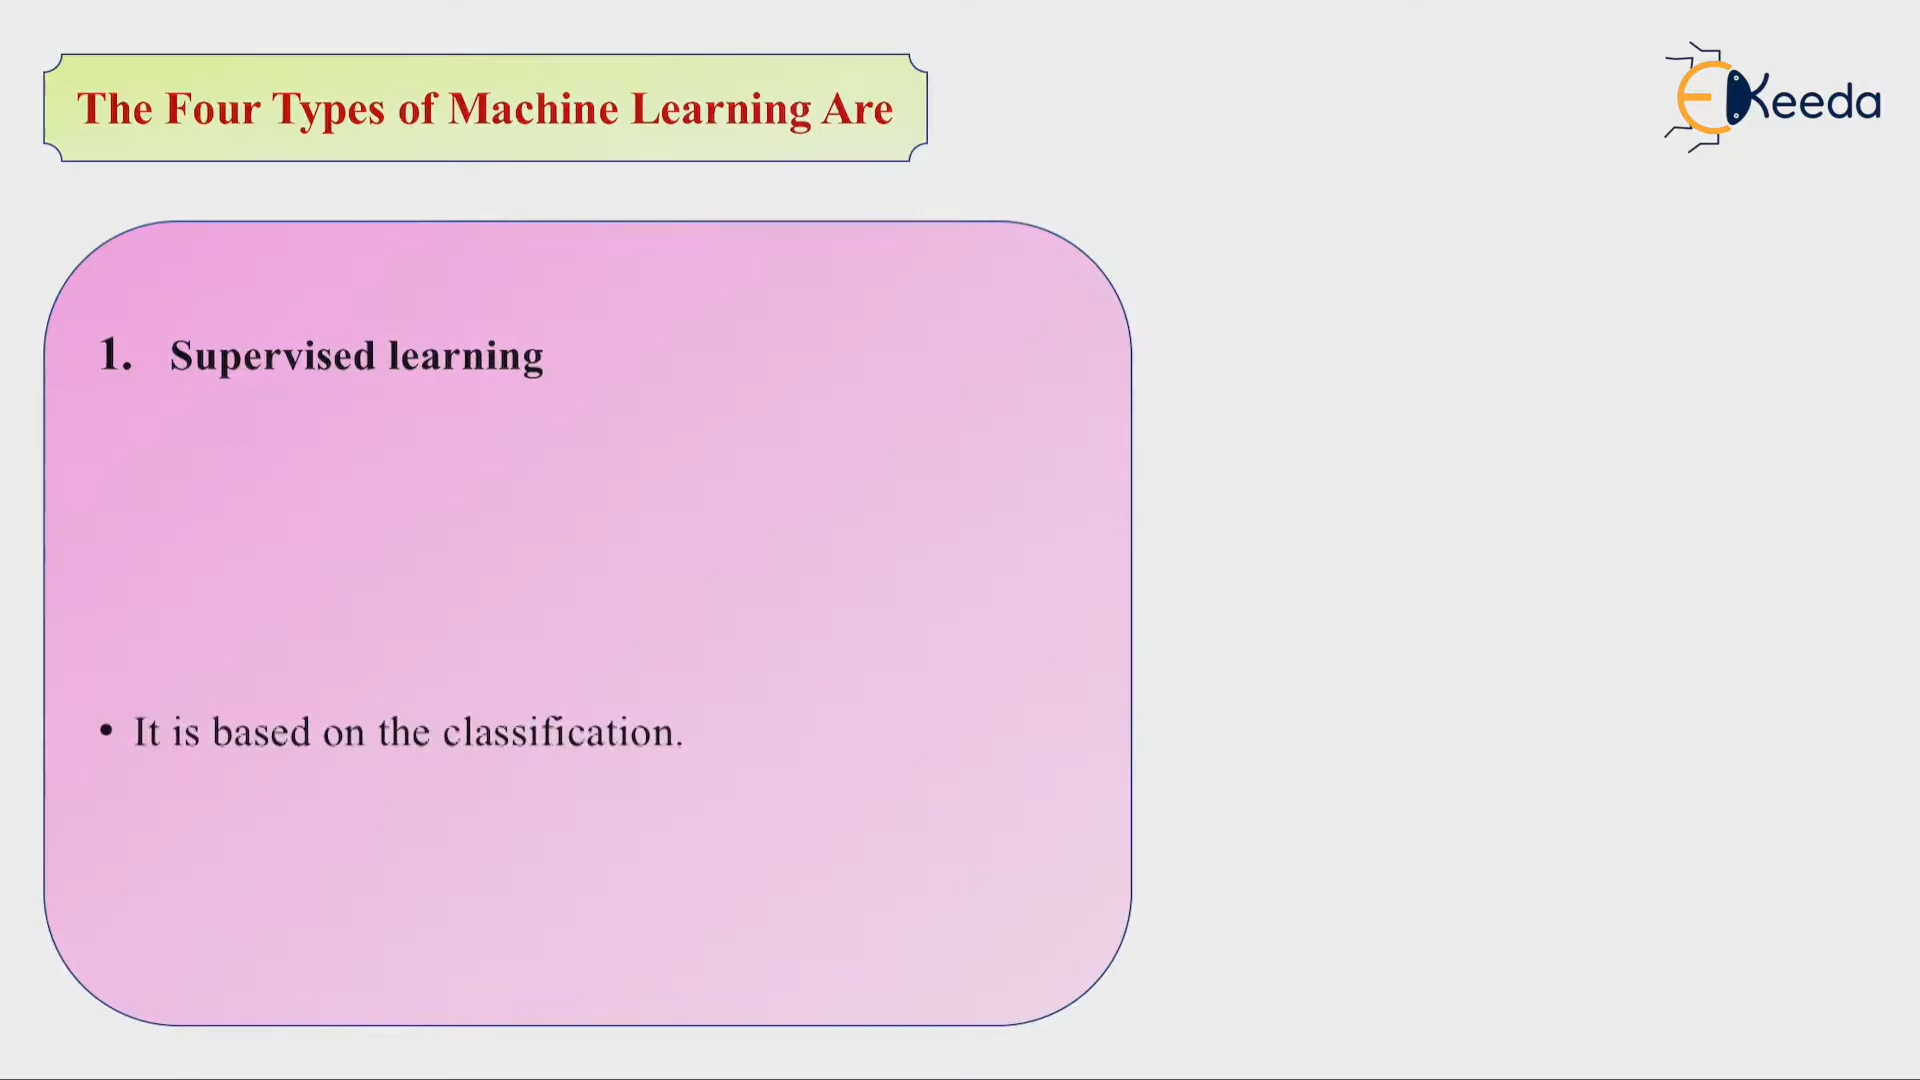 The Four Types of Machine Learning Are
EKeeda
1. Supervised learning
• It is based on the classification.